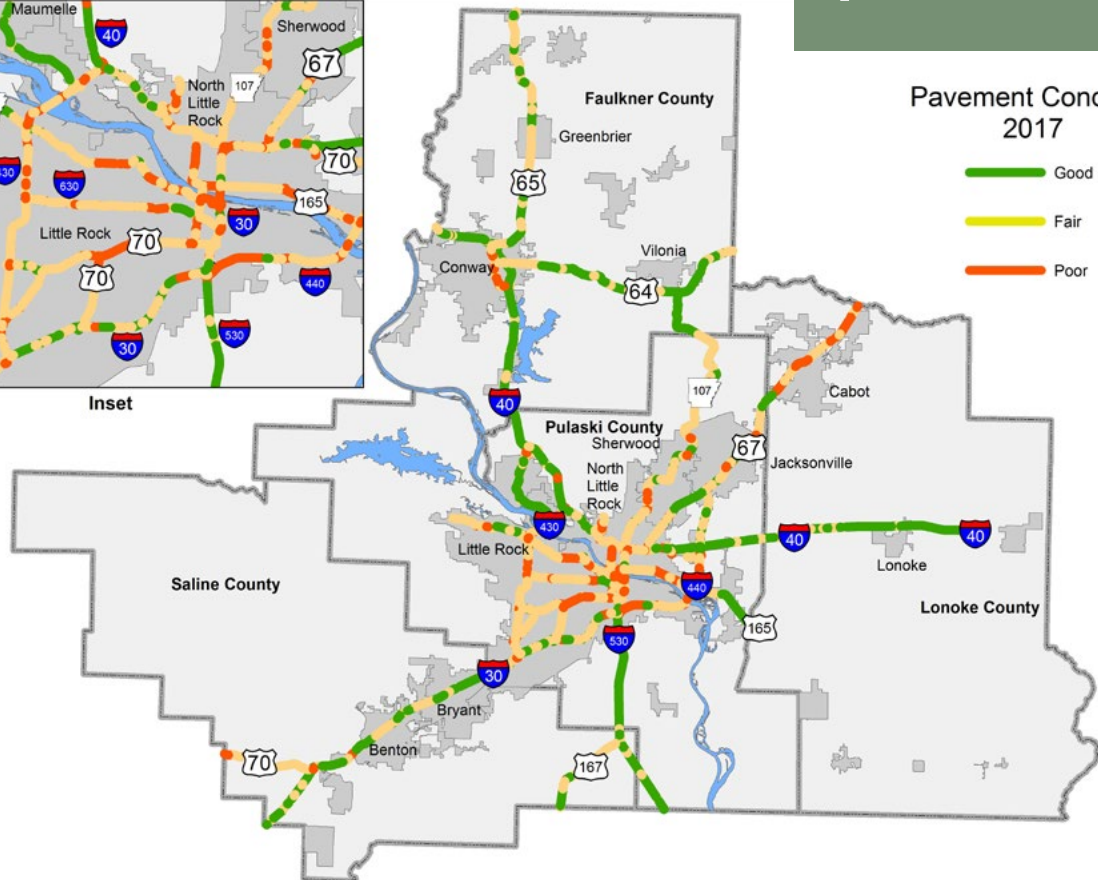 Maumelle
40
Sherwood
67
107
North
Little
Rock
70
430
630
165
30
Little Rock
70
70
440
30
530
Inset
Pavement
2017
Good
Fair
Poor
Faulkner County
Greenbrier
65
Vilonia
Conway
64
40
107
Cabot
Pulaski County
Sherwood
67
Jacksonville
North
Little
Rock
430
Little Rock
40
40
Lonoke
440
Saline County
Lonoke County
165
530
30
Bryant
Benton
70
167